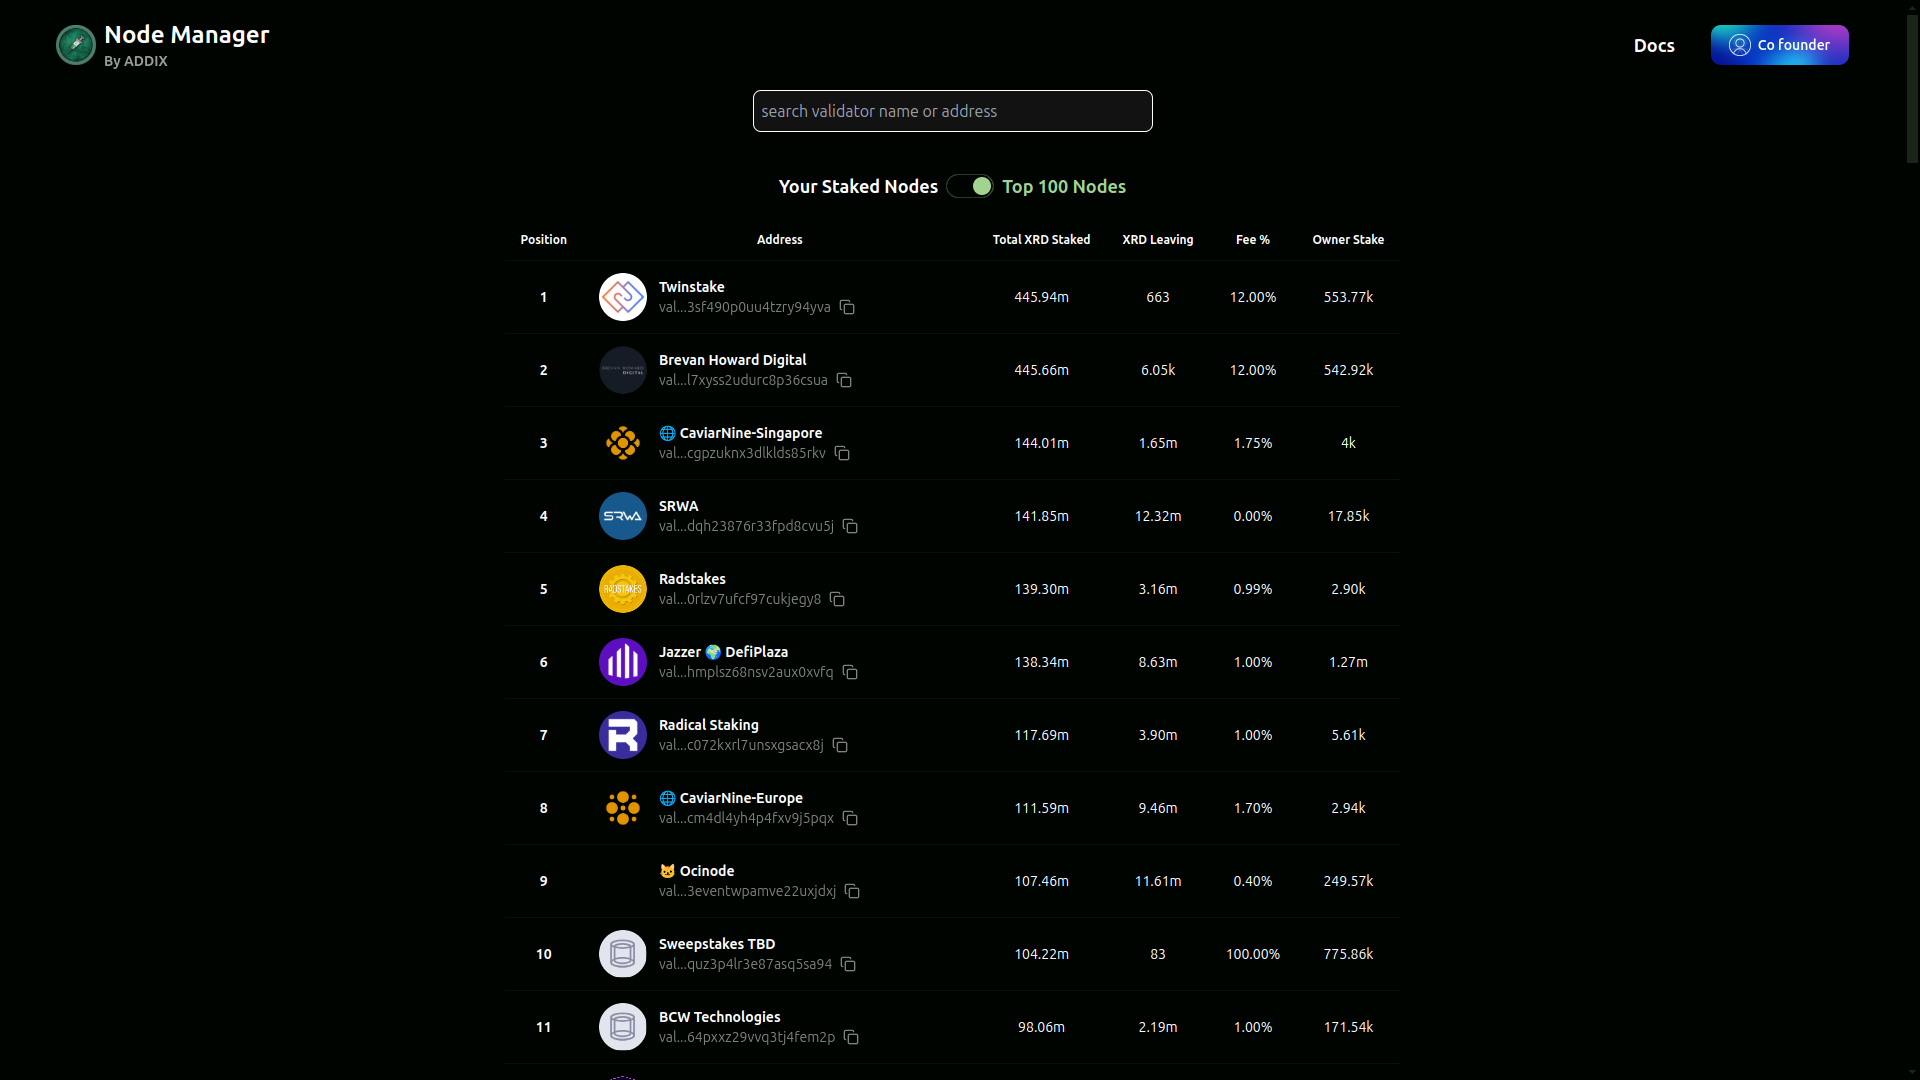 Node Manager
By ADDIX
Docs
Co founder
search validator name or address
Your Staked Nodes Top 100 Nodes
Position Address Total XRD Staked XRD Leaving Fee % Owner Stake
1 Twinstake 445.94m 663 12.00% 553.77k
val...3sf490p0uu4tzry94yva
BREVAN HOWARD
DIGITAL
2 Brevan Howard Digital 445.66m 6.05k 12.00% 542.92k
val...l7xyss2udurc8p36csua
3 🌐 CaviarNine-Singapore 144.01m 1.65m 1.75% 4k
val...cgpzuknx3dlklds85rkv
4 SRWA SRWA 141.85m 12.32m 0.00% 17.85k
val...dqh23876r33fpd8cvu5j
5 RADSTAKES Radstakes 139.30m 3.16m 0.99% 2.90k
val...0rlzv7ufcf97cukjegy8
6 Jazzer 🌍 DefiPlaza 138.34m 8.63m 1.00% 1.27m
val...hmplsz68nsv2aux0xvfq
7 R Radical Staking 117.69m 3.90m 1.00% 5.61k
val...c072kxrl7unsxgsacx8j
8 🌐 CaviarNine-Europe 111.59m 9.46m 1.70% 2.94k
val...cm4dl4yh4p4fxv9j5pqx
9 🐱 Ocinode 107.46m 11.61m 0.40% 249.57k
val...3eventwpamve22uxjdxj
10 Sweepstakes TBD 104.22m 83 100.00% 775.86k
val...quz3p4lr3e87asq5sa94
11 BCW Technologies 98.06m 2.19m 1.00% 171.54k
val...64pxxz29vvq3tj4fem2p